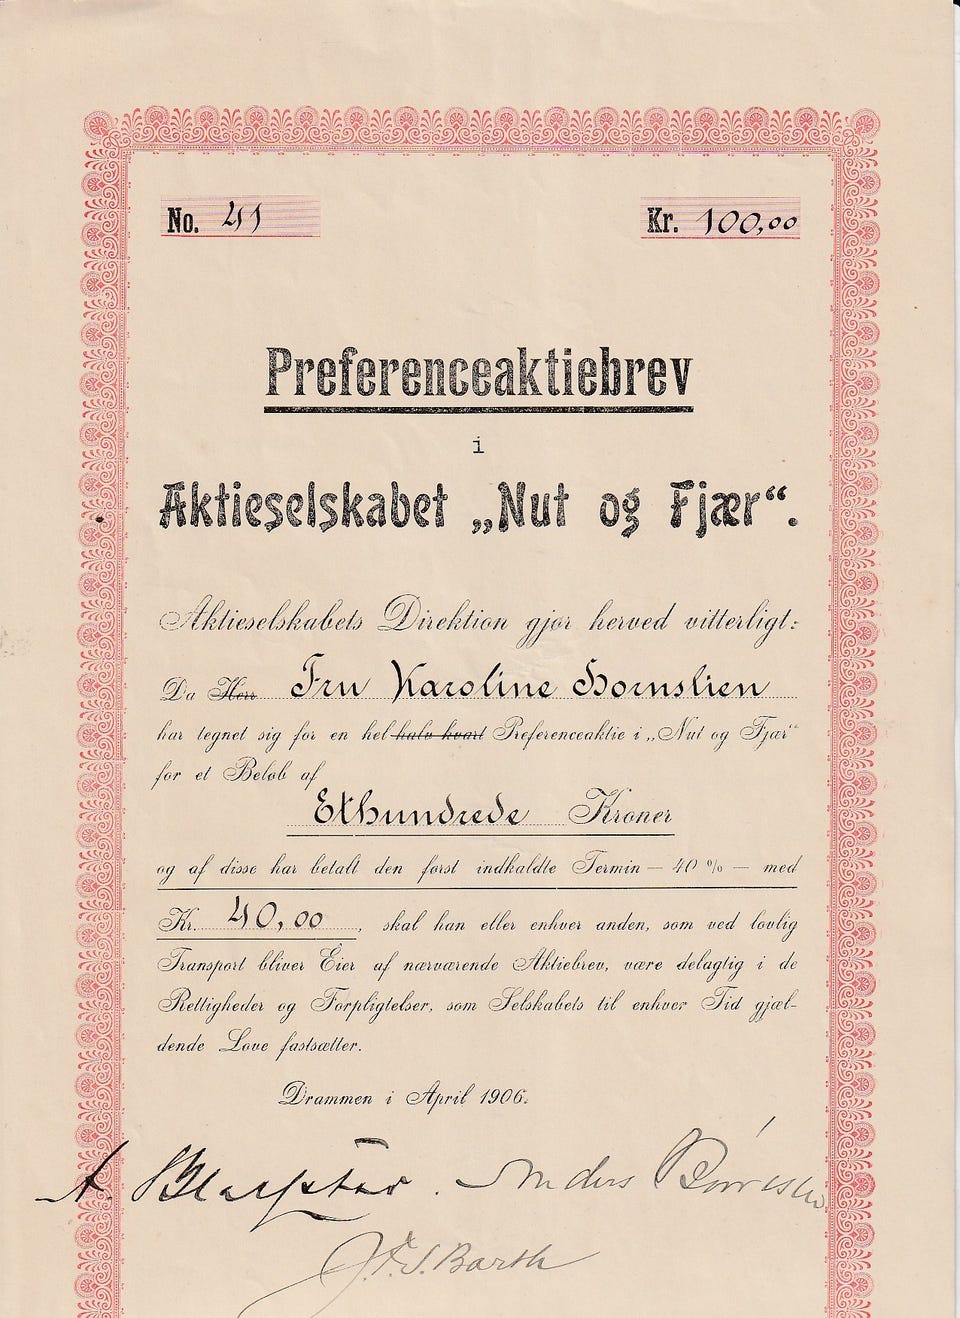 No. 41
Kr. 100,00
Preferenceaktiebrev
i
Aktieselskabet „Nut og Fjær“.
Aktieselskabets Direktion gjør herved vitterligt:
Da Herr Fru Karoline Hornslien
har tegnet sig for en hel halv kvart Preferenceaktie i „Nut og Fjær“
for et Beløb af
Ethundrede Kroner
og af disse har betalt den først indkaldte Termin — 40 % — med
Kr. 40,00, skal han eller enhver anden, som ved lovlig
Transport bliver Eier af nærværende Aktiebrev, være delagtig i de
Rettigheder og Forpligtelser, som Selskabets til enhver Tid gjæl-
dende Love fastsætter.
Drammen i April 1906.
A. Anders
J. F. S. Barth